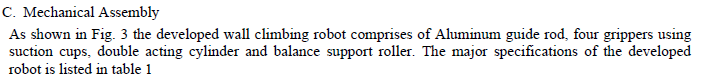 C. Mechanical Assembly
As shown in Fig. 3 the developed wall climbing robot comprises of Aluminum guide rod, four grippers using
suction cups, double acting cylinder and balance support roller. The major specifications of the developed
robot is listed in table 1